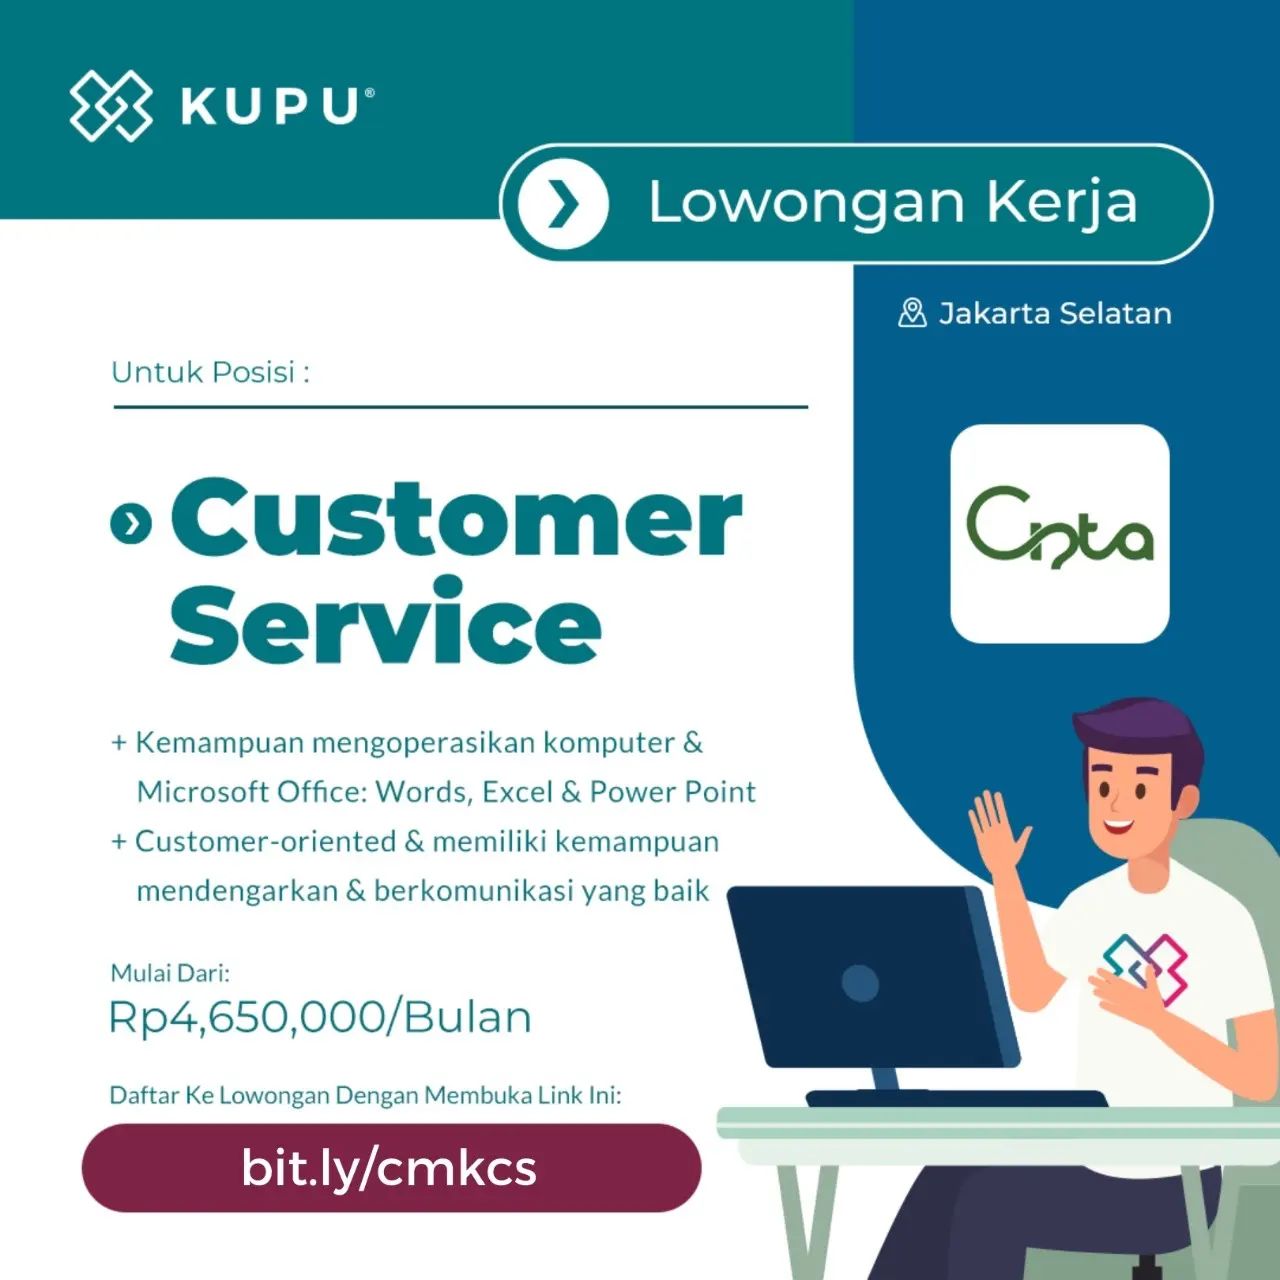 KUPU®
Lowongan Kerja
Jakarta Selatan
Untuk Posisi :
Customer
Service
Cipta
+ Kemampuan mengoperasikan komputer &
Microsoft Office: Words, Excel & Power Point
+ Customer-oriented & memiliki kemampuan
mendengarkan & berkomunikasi yang baik
Mulai Dari:
Rp4,650,000/Bulan
Daftar Ke Lowongan Dengan Membuka Link Ini:
bit.ly/cmkcs